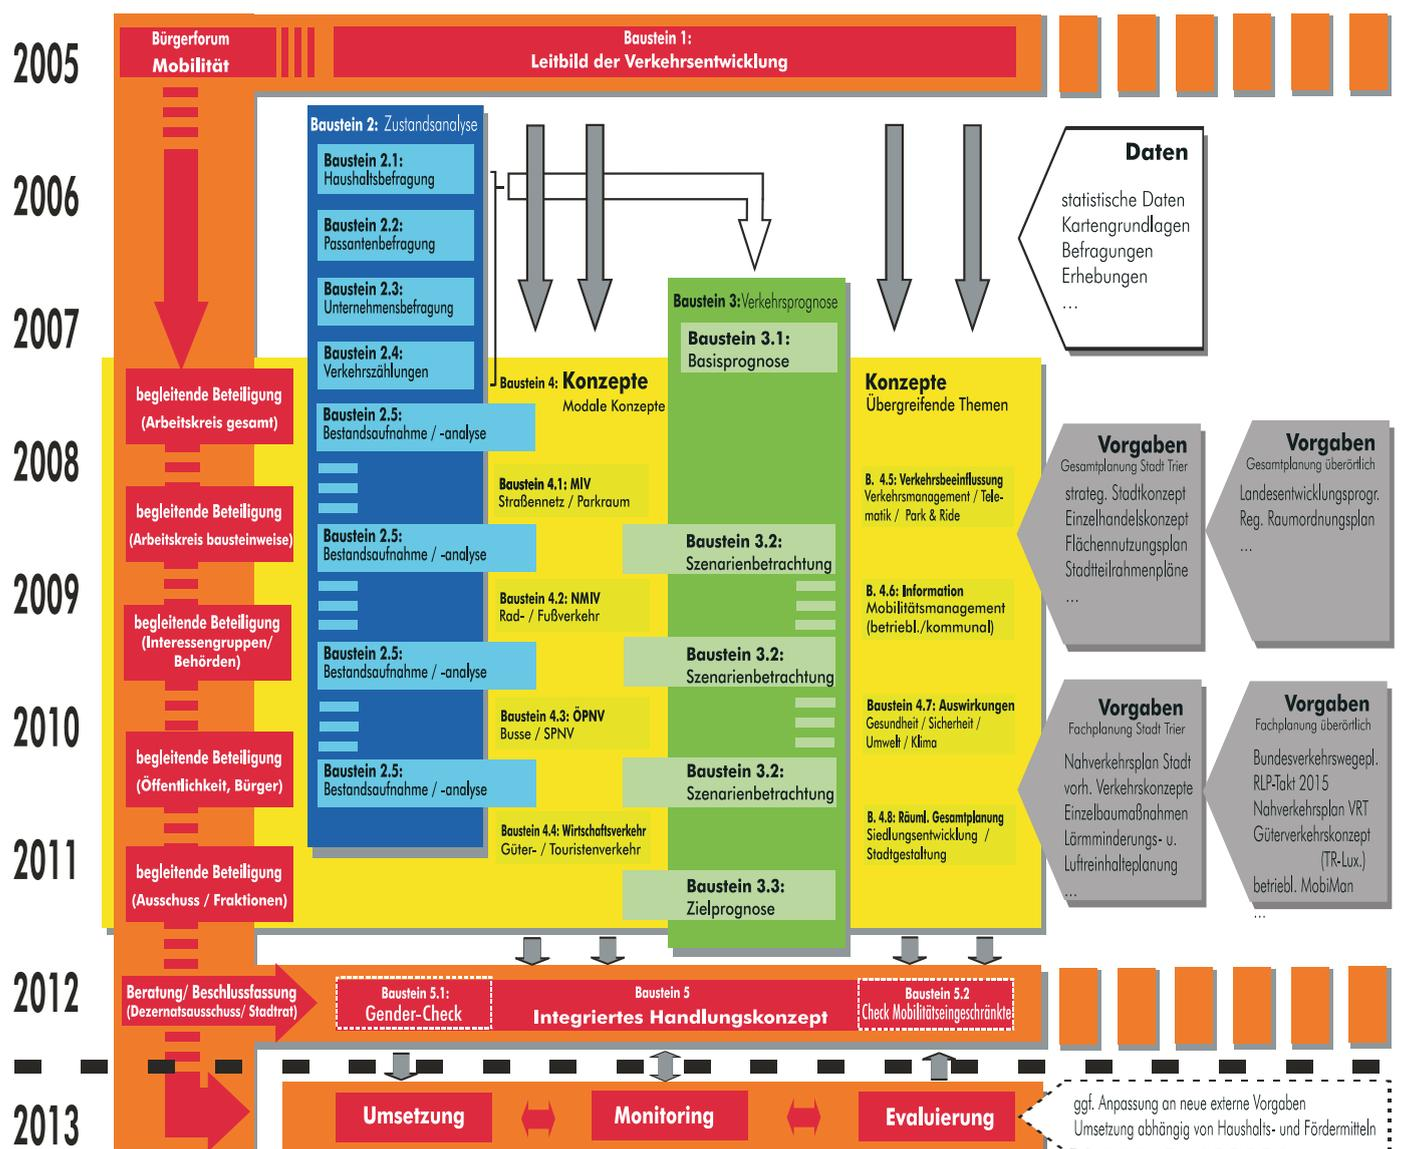 2005
Bürgerforum
Mobilität
Baustein 1:
Leitbild der Verkehrsentwicklung
2006
2007
2008
2009
2010
2011
2012
2013
Baustein 2: Zustandsanalyse
Baustein 2.1:
Haushaltsbefragung
Baustein 2.2:
Passantenbefragung
Baustein 2.3:
Unternehmensbefragung
Baustein 2.4:
Verkehrszählungen
Baustein 2.5:
Bestandsaufnahme / -analyse
Baustein 2.5:
Bestandsaufnahme / -analyse
Baustein 2.5:
Bestandsaufnahme / -analyse
Baustein 2.5:
Bestandsaufnahme / -analyse
begleitende Beteiligung
(Arbeitskreis gesamt)
begleitende Beteiligung
(Arbeitskreis bausteinweise)
begleitende Beteiligung
(Interessengruppen/
Behörden)
begleitende Beteiligung
(Öffentlichkeit, Bürger)
begleitende Beteiligung
(Ausschuss / Fraktionen)
Baustein 4: Konzepte
Modale Konzepte
Baustein 4.1: MIV
Straßennetz / Parkraum
Baustein 4.2: NMIV
Rad- / Fußverkehr
Baustein 4.3: ÖPNV
Busse / SPNV
Baustein 4.4: Wirtschaftsverkehr
Güter- / Touristenverkehr
Baustein 3: Verkehrsprognose
Baustein 3.1:
Basisprognose
Baustein 3.2:
Szenarienbetrachtung
Baustein 3.2:
Szenarienbetrachtung
Baustein 3.2:
Szenarienbetrachtung
Baustein 3.3:
Zielprognose
Konzepte
Übergreifende Themen
B. 4.5: Verkehrsbeeinflussung
Verkehrsmanagement / Tele-
matik / Park & Ride
B. 4.6: Information
Mobilitätsmanagement
(betriebl./kommunal)
Baustein 4.7: Auswirkungen
Gesundheit / Sicherheit /
Umwelt / Klima
B. 4.8: Räuml. Gesamtplanung
Siedlungsentwicklung /
Stadtgestaltung
Daten
statistische Daten
Kartengrundlagen
Befragungen
Erhebungen
...
Vorgaben
Gesamtplanung Stadt Trier
strateg. Stadtkonzept
Einzelhandelskonzept
Flächennutzungsplan
Stadtteilrahmenpläne
...
Vorgaben
Gesamtplanung überörtlich
Landesentwicklungsprogr.
Reg. Raumordnungsplan
...
Vorgaben
Fachplanung Stadt Trier
Nahverkehrsplan Stadt
vorh. Verkehrskonzepte
Einzelbaumaßnahmen
Lärmminderungs- u.
Luftreinhalteplanung
...
Vorgaben
Fachplanung überörtlich
Bundesverkehrswegepl.
RLP-Takt 2015
Nahverkehrsplan VRT
Güterverkehrskonzept
(TR-Lux.)
betriebl. MobiMan
...
Beratung/ Beschlussfassung
(Dezernatsausschuss/ Stadtrat)
Baustein 5.1:
Gender-Check
Baustein 5
Integriertes Handlungskonzept
Baustein 5.2
Check Mobilitätseingeschränkte
Umsetzung
Monitoring
Evaluierung
ggf. Anpassung an neue externe Vorgaben
Umsetzung abhängig von Haushalts- und Fördermitteln